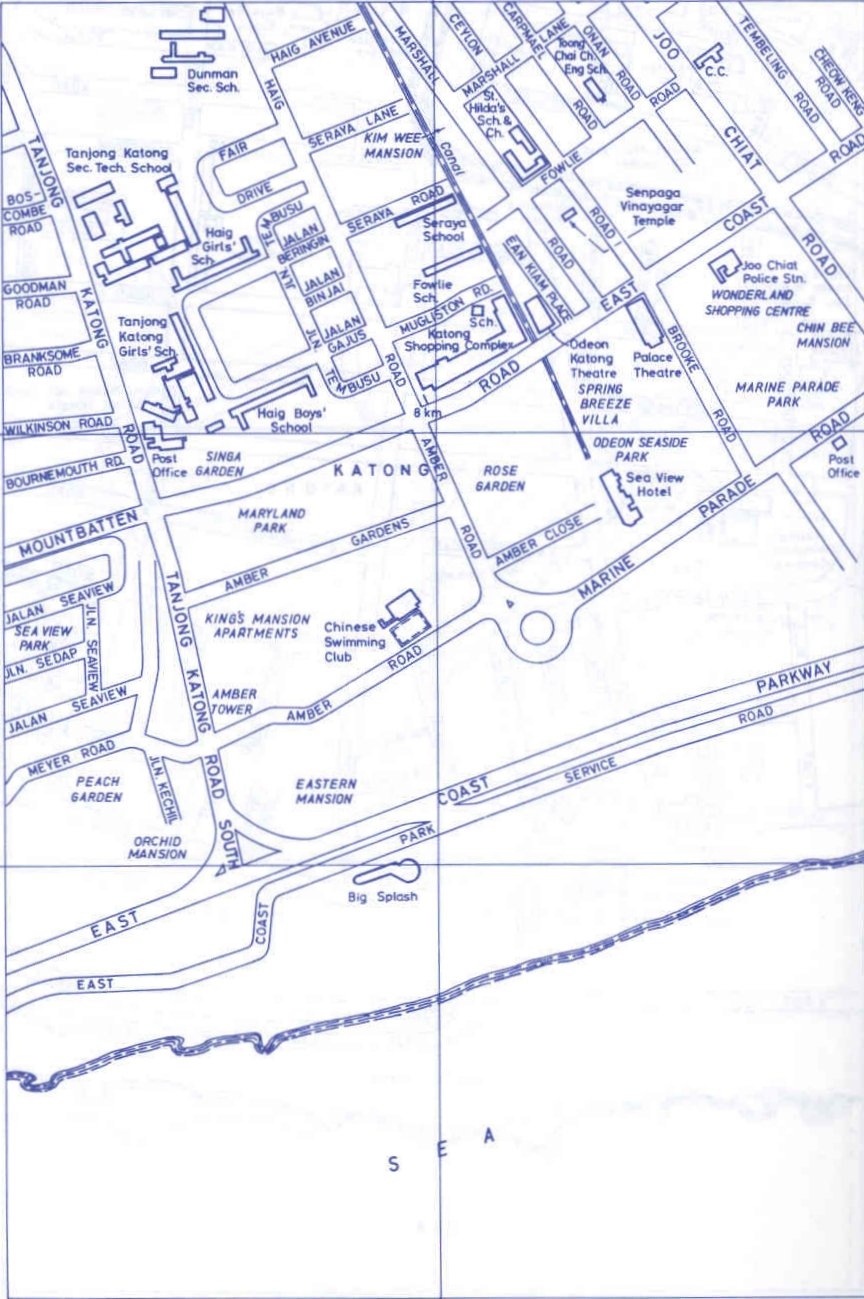 HAIG AVENUE
MARSHALL
CEYLON
CARPMAEL
LANE
ONAN
ROAD
JOO
CHIAT
ROAD
TEMBELING
ROAD
CHEOW KEN
ROAD
ROAD
Dunman
Sec. Sch.
HAIG
MARSHALL
ROAD
Toong
Chai Ch.
Eng Sch.
C.C.
St.
Hilda's
Sch. &
Ch.
SERAYA LANE
KIM WEE
MANSION
Canal
FOWLIE
ROAD
TANJONG
KATONG
ROAD
Tanjong Katong
Sec. Tech. School
FAIR
DRIVE
BOS-
COMBE
ROAD
Haig
Girls'
Sch.
TEMBUSU
JALAN
BERINGIN
SERAYA
ROAD
Seraya
School
Senpaga
Vinayagar
Temple
COAST
ROAD
ROAD
GOODMAN
ROAD
JLN
JALAN
BINJAI
Fowlie
Sch.
EAN KIAM PLACE
EAST
Joo Chiat
Police Stn.
WONDERLAND
SHOPPING CENTRE
CHIN BEE
MANSION
Tanjong
Katong
Girls' Sch.
JALAN
GAJUS
JLN.
TEMBUSU
MUGLISTON RD.
Sch.
Katong
Shopping Complex
ROAD
ROAD
8 km
Odeon
Katong
Theatre
Palace
Theatre
BROOKE
ROAD
BRANKSOME
ROAD
SPRING
BREEZE
VILLA
MARINE PARADE
PARK
Haig Boys'
School
WILKINSON ROAD
Post
Office
SINGA
GARDEN
KATONG
AMBER
ROAD
ROSE
GARDEN
ODEON SEASIDE
PARK
Sea View
Hotel
ROAD
Post
Office
BOURNEMOUTH RD.
MOUNTBATTEN
MARYLAND
PARK
AMBER
GARDENS
AMBER CLOSE
MARINE
PARADE
TANJONG
KATONG
ROAD
SOUTH
JALAN SEAVIEW
JLN. SEAVIEW
SEA VIEW
PARK
JLN. SEDAP
JALAN SEAVIEW
KING'S MANSION
APARTMENTS
Chinese
Swimming
Club
AMBER
TOWER
AMBER
ROAD
MEYER ROAD
JLN. KECHIL
PEACH
GARDEN
EASTERN
MANSION
ORCHID
MANSION
EAST
COAST
PARKWAY
EAST
COAST
PARK
SERVICE
ROAD
Big Splash
SEA